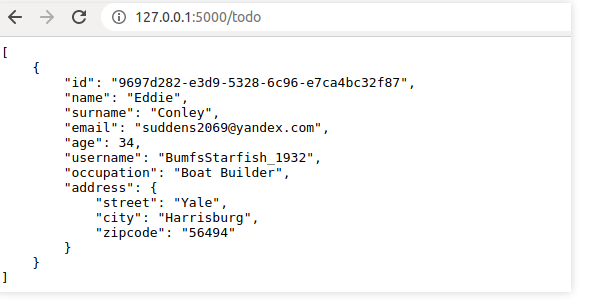 127.0.0.1:5000/todo
[
    {
        "id": "9697d282-e3d9-5328-6c96-e7ca4bc32f87",
        "name": "Eddie",
        "surname": "Conley",
        "email": "suddens2069@yandex.com",
        "age": 34,
        "username": "BumfsStarfish_1932",
        "occupation": "Boat Builder",
        "address": {
            "street": "Yale",
            "city": "Harrisburg",
            "zipcode": "56494"
        }
    }
]